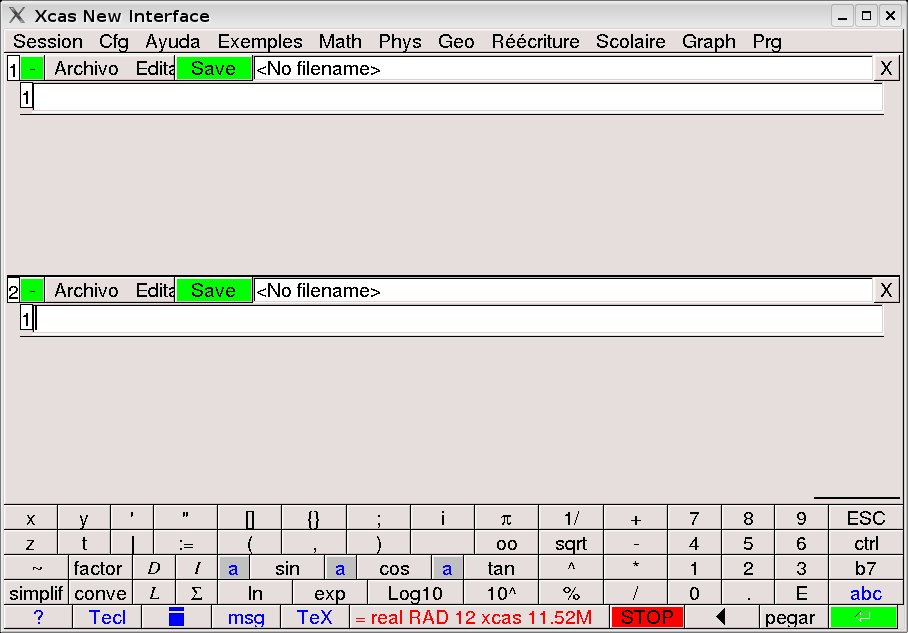 Xcas New Interface
Session Cfg Ayuda Exemples Math Phys Geo Réécriture Scolaire Graph Prg
1 - Archivo Edita Save <No filename> X
1
2 - Archivo Edita Save <No filename> X
1
x y ' " [] {} ; i π 1/ + 7 8 9 ESC
z t | := ( , ) oo sqrt - 4 5 6 ctrl
~ factor D I a sin a cos a tan ^ * 1 2 3 b7
simplif conve L Σ ln exp Log10 10^ % / 0 . E abc
? Tecl msg TeX = real RAD 12 xcas 11.52M STOP pegar